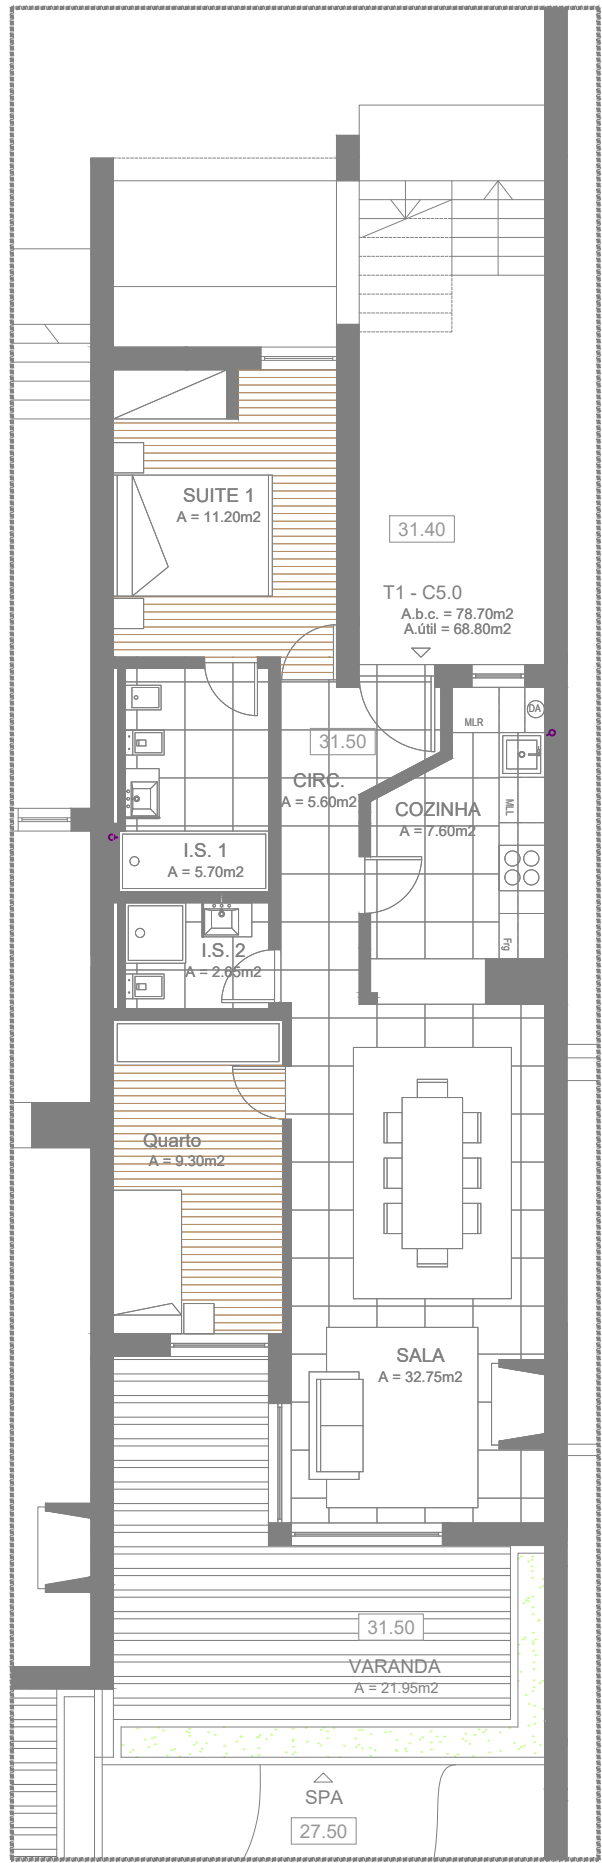 SUITE 1
A = 11.20m2
31.40
T1 - C5.0
A.b.c. = 78.70m2
A.útil = 68.80m2
MLR
DA
31.50
CIRC.
A = 5.60m2
COZINHA
A = 7.60m2
MLL
I.S. 1
A = 5.70m2
Frg
I.S. 2
A = 2.65m2
Quarto
A = 9.30m2
SALA
A = 32.75m2
31.50
VARANDA
A = 21.95m2
SPA
27.50